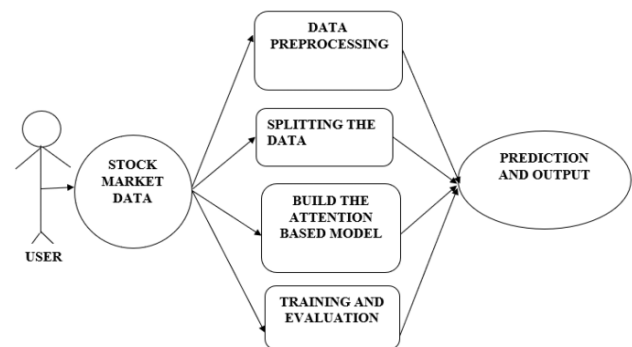 USER
STOCK
MARKET
DATA
DATA
PREPROCESSING
SPLITTING THE
DATA
BUILD THE
ATTENTION
BASED MODEL
TRAINING AND
EVALUATION
PREDICTION
AND OUTPUT